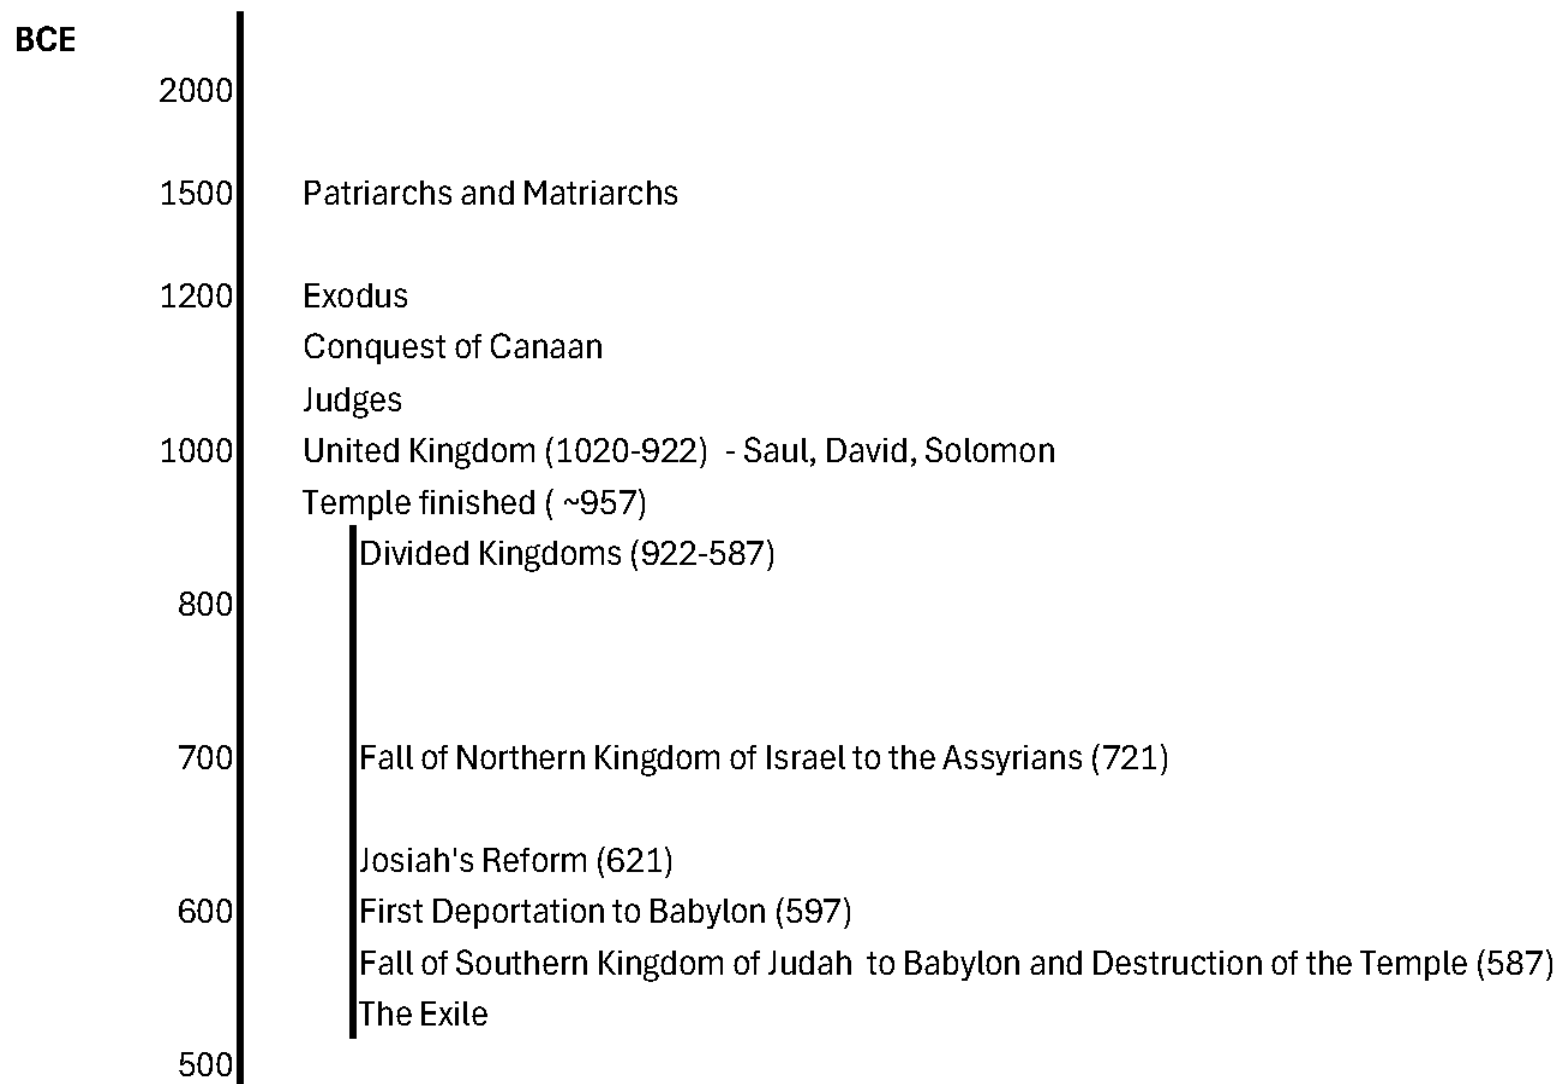 BCE
2000
1500 Patriarchs and Matriarchs
1200 Exodus
Conquest of Canaan
Judges
1000 United Kingdom (1020-922)  - Saul, David, Solomon
Temple finished ( ~957)
Divided Kingdoms (922-587)
800
700 Fall of Northern Kingdom of Israel to the Assyrians (721)
Josiah's Reform (621)
600 First Deportation to Babylon (597)
Fall of Southern Kingdom of Judah  to Babylon and Destruction of the Temple (587)
The Exile
500